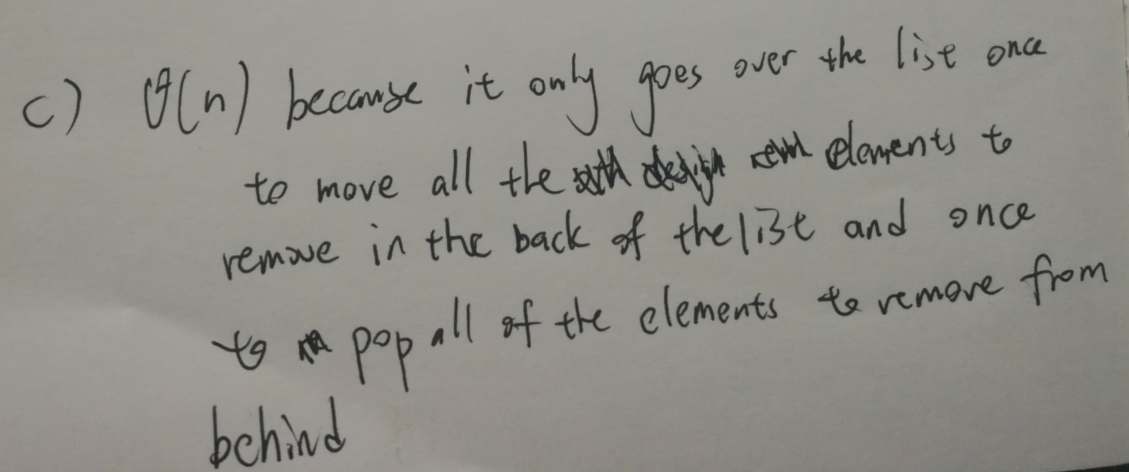 c) θ(n) because it only goes over the list once
to move all the elements to
remove in the back of the list and once
to pop all of the elements to remove from
behind